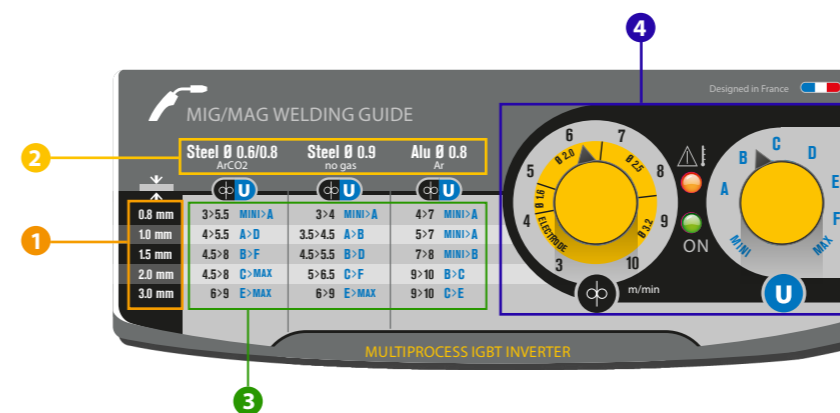 4
Designed in France
MIG/MAG WELDING GUIDE
2
Steel Ø 0.6/0.8 Steel Ø 0.9 Alu Ø 0.8
ArCO2 no gas Ar
U U U
1
0.8 mm 3>5.5 MINI>A 3>4 MINI>A 4>7 MINI>A
1.0 mm 4>5.5 A>D 3.5>4.5 A>B 5>7 MINI>A
1.5 mm 4.5>8 B>F 4.5>5.5 B>D 7>8 MINI>B
2.0 mm 4.5>8 C>MAX 5>6.5 C>F 9>10 B>C
3.0 mm 6>9 E>MAX 6>9 E>MAX 9>10 C>E
3 4 5 6 7 8 9 10
ELECTRODE Ø 1.6 Ø 2.0 Ø 2.5 Ø 3.2
m/min
ON
MINI A B C D E F MAX
U
MULTIPROCESS IGBT INVERTER
3